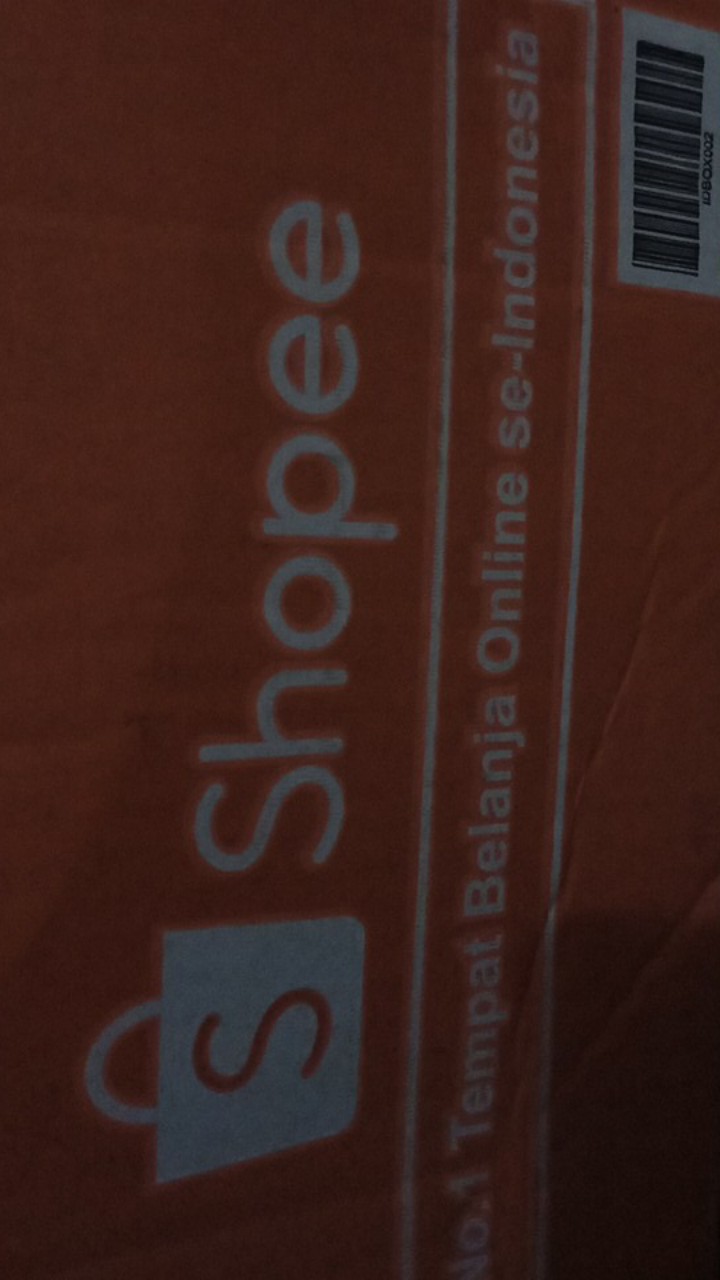 S
Shopee
No.1 Tempat Belanja Online se-Indonesia
IDBOX002